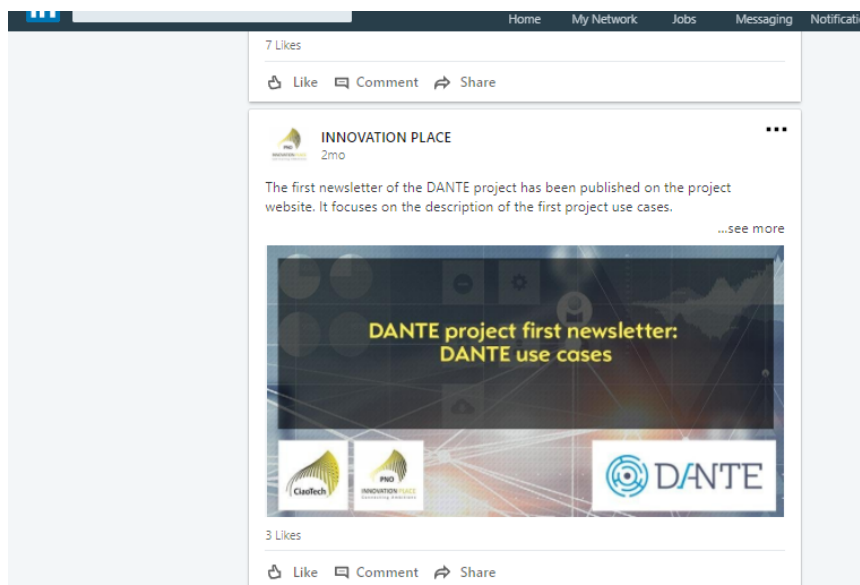 in
Home My Network Jobs Messaging Notificati
7 Likes
Like Comment Share
INNOVATION PLACE
2mo
The first newsletter of the DANTE project has been published on the project
website. It focuses on the description of the first project use cases.
...see more
DANTE project first newsletter:
DANTE use cases
CiaoTech
PNO
INNOVATION PLACE
Connecting Ambitions
DANTE
3 Likes
Like Comment Share